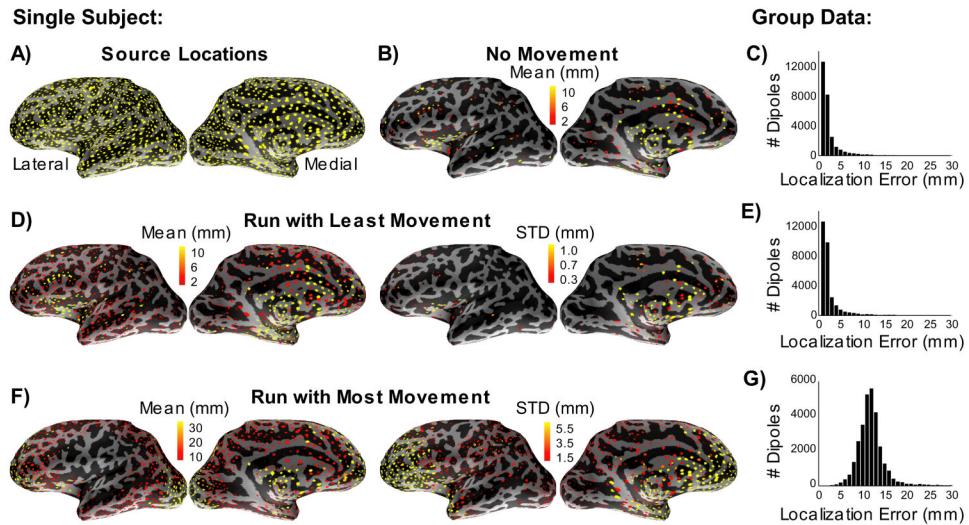 Single Subject:
Group Data:
A)
Source Locations
Lateral
Medial
B)
No Movement
Mean (mm)
10
6
2
C)
# Dipoles
12000
8000
4000
0
0 5 10 15 20 25 30
Localization Error (mm)
D)
Run with Least Movement
Mean (mm)
10
6
2
STD (mm)
1.0
0.7
0.3
E)
# Dipoles
12000
8000
4000
0
0 5 10 15 20 25 30
Localization Error (mm)
F)
Run with Most Movement
Mean (mm)
30
20
10
STD (mm)
5.5
3.5
1.5
G)
# Dipoles
6000
4000
2000
0
0 5 10 15 20 25 30
Localization Error (mm)